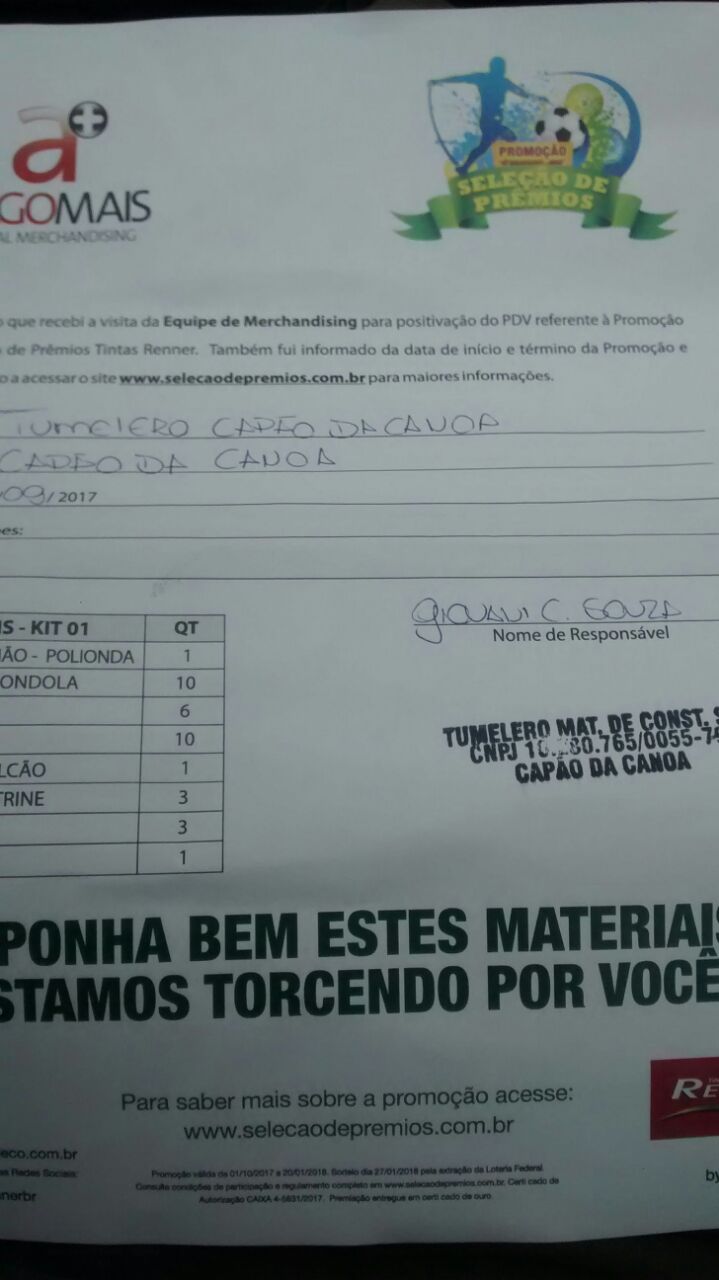 a+
GOMAIS
AL MERCHANDISING
PROMOÇÃO
SELEÇÃO DE
PRÊMIOS
o que recebi a visita da Equipe de Merchandising para positivação do PDV referente à Promoção
de Prêmios Tintas Renner. Também fui informado da data de início e término da Promoção e
o a acessar o site www.selecaodepremios.com.br para maiores informações.
TUMELERO CAPÃO DA CANOA
CAPÃO DA CANOA
/09/2017
es:
GIOVANI C. SOUZA
Nome de Responsável
IS - KIT 01 QT
ÃO - POLIONDA 1
ONDOLA 10
6
10
LCÃO 1
TRINE 3
3
1
TUMELERO MAT. DE CONST. S
CNPJ 80.765/0055-7
CAPÃO DA CANOA
PONHA BEM ESTES MATERIAIS
STAMOS TORCENDO POR VOCÊ
Para saber mais sobre a promoção acesse:
www.selecaodepremios.com.br
RE
by
eco.com.br
as Redes Sociais:
nerbr
Promoção válida de 01/10/2017 a 20/01/2018. Sorteio dia 27/01/2018 pela extração da Loteria Federal.
Consulte condições de participação e regulamento completo em www.selecaodepremios.com.br. Certificado de
Autorização CAIXA 4-5631/2017. Premiação entregue em certificado de ouro.